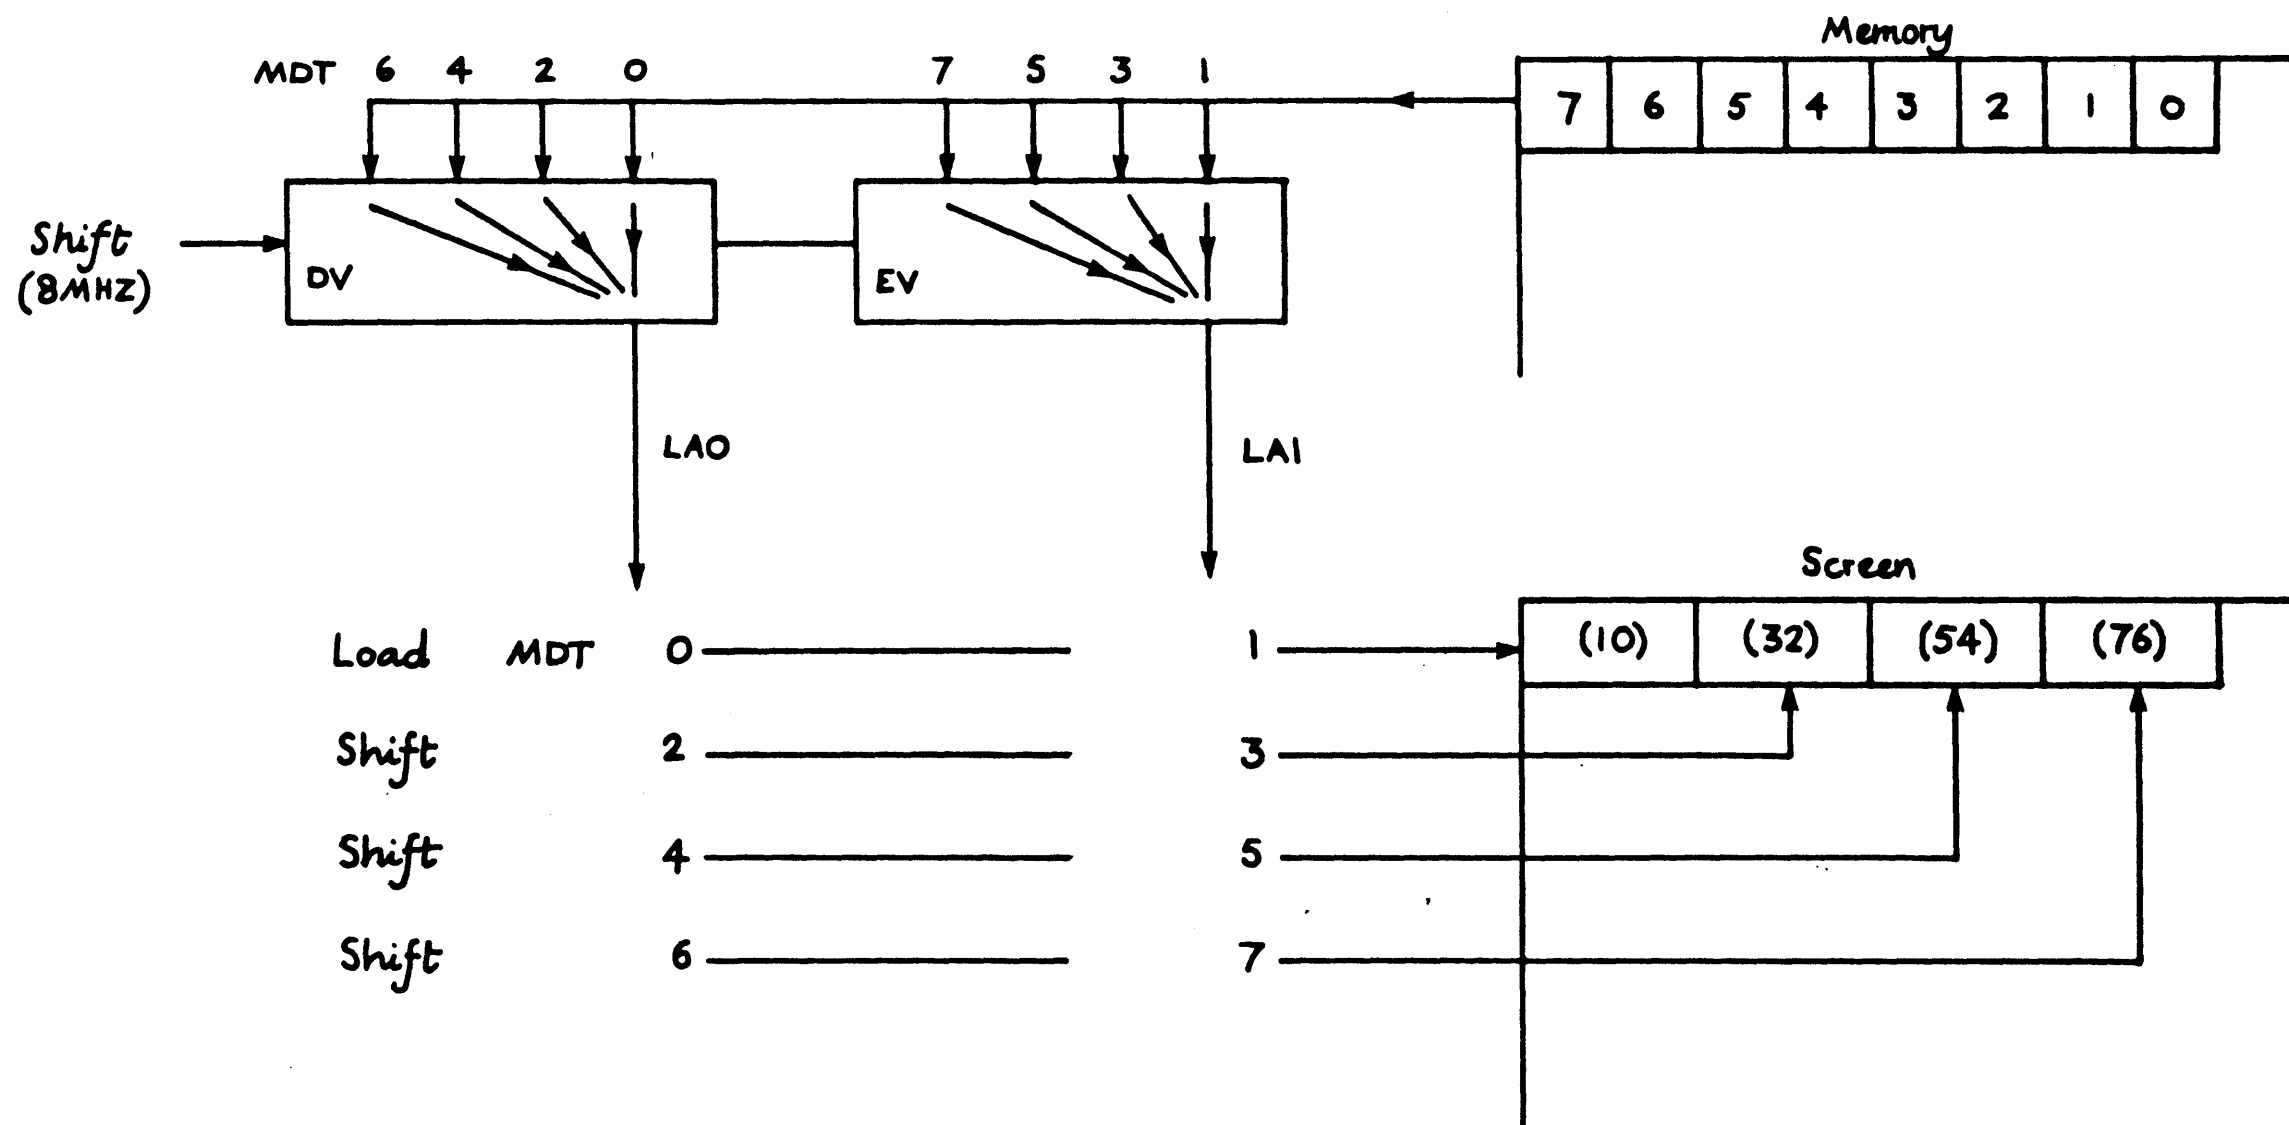 Memory
MDT 6 4 2 0 7 5 3 1
7 6 5 4 3 2 1 0
Shift
(8MHZ)
DV
EV
LA0
LA1
Screen
Load MDT 0 1 (10) (32) (54) (76)
Shift 2 3
Shift 4 5
Shift 6 7